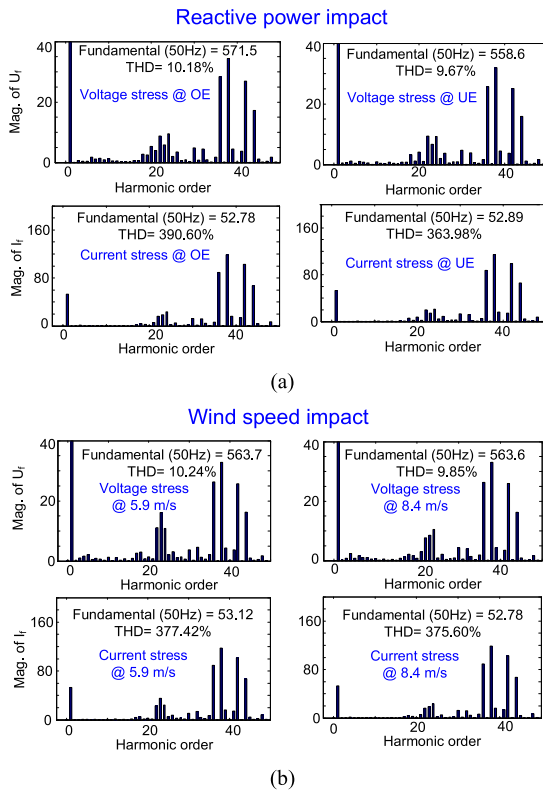 Reactive power impact
(a)
Mag. of Uf
40
20
0
Fundamental (50Hz) = 571.5
THD= 10.18%
Voltage stress @ OE
0
20
40
Harmonic order
40
20
0
Fundamental (50Hz) = 558.6
THD= 9.67%
Voltage stress @ UE
0
20
40
Harmonic order
Mag. of If
160
80
0
Fundamental (50Hz) = 52.78
THD= 390.60%
Current stress @ OE
0
20
40
Harmonic order
160
80
0
Fundamental (50Hz) = 52.89
THD= 363.98%
Current stress @ UE
0
20
40
Harmonic order
(a)
Wind speed impact
Mag. of Uf
40
20
0
Fundamental (50Hz) = 563.7
THD= 10.24%
Voltage stress
@ 5.9 m/s
0
20
40
Harmonic order
40
20
0
Fundamental (50Hz) = 563.6
THD= 9.85%
Voltage stress
@ 8.4 m/s
0
20
40
Harmonic order
Mag. of If
160
80
0
Fundamental (50Hz) = 53.12
THD= 377.42%
Current stress
@ 5.9 m/s
0
20
40
Harmonic order
160
80
0
Fundamental (50Hz) = 52.78
THD= 375.60%
Current stress
@ 8.4 m/s
0
20
40
Harmonic order
(b)